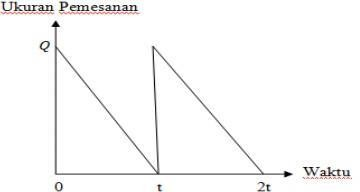 Ukuran Pemesanan
Q
Waktu
0 t 2t